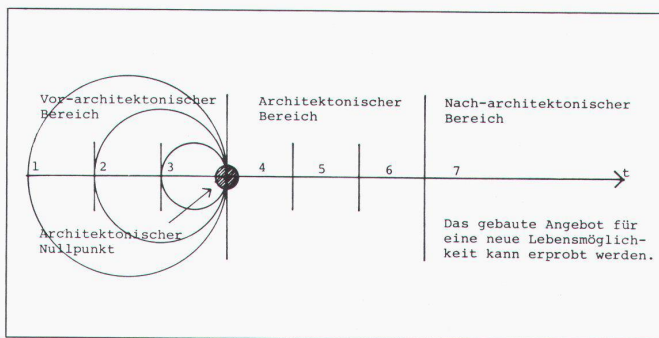 Vor-architektonischer
Bereich
Architektonischer
Bereich
Nach-architektonischer
Bereich
1 2 3 4 5 6 7 t
Architektonischer
Nullpunkt
Das gebaute Angebot für
eine neue Lebensmöglich-
keit kann erprobt werden.